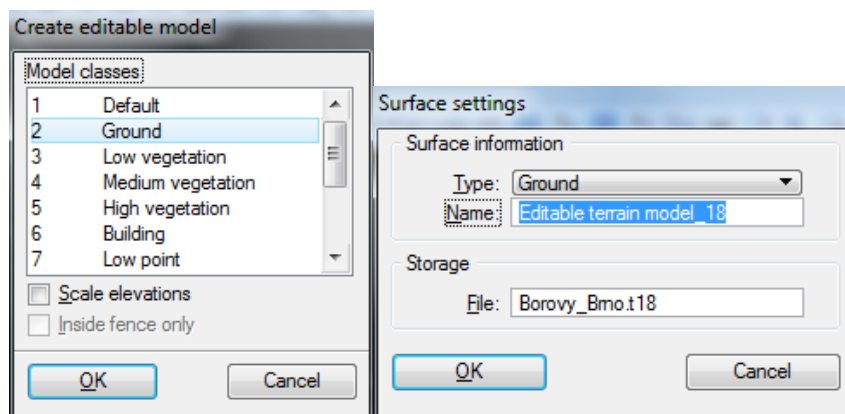 Create editable model
Model classes
1 Default
2 Ground
3 Low vegetation
4 Medium vegetation
5 High vegetation
6 Building
7 Low point
Scale elevations
Inside fence only
OK Cancel
Surface settings
Surface information
Type: Ground
Name: Editable terrain model_18
Storage
File: Borovy_Brno.t18
OK Cancel